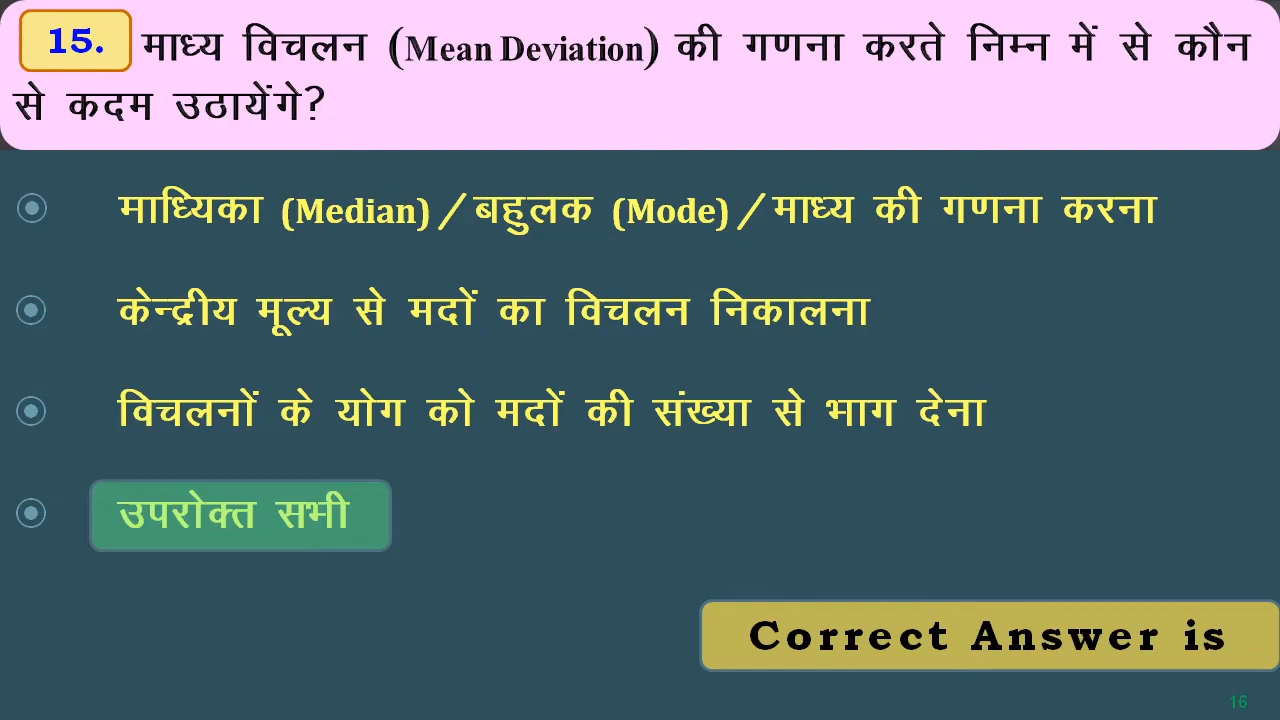 15. माध्य विचलन (Mean Deviation) की गणना करते निम्न में से कौन
से कदम उठायेंगे?
माध्यिका (Median)/बहुलक (Mode)/माध्य की गणना करना
केन्द्रीय मूल्य से मदों का विचलन निकालना
विचलनों के योग को मदों की संख्या से भाग देना
उपरोक्त सभी
Correct Answer is
16